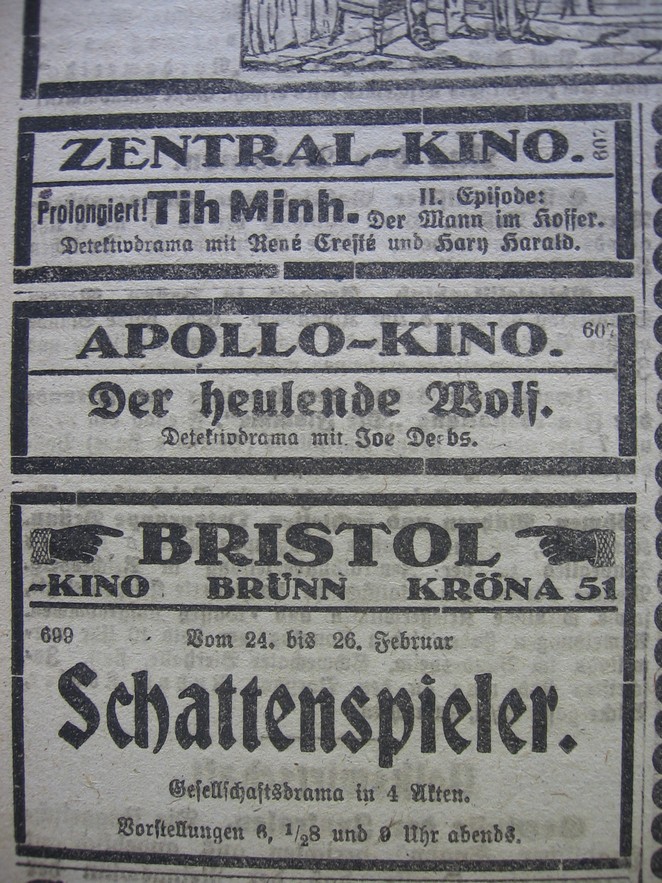 ZENTRAL-KINO. 607
Prolongiert! Tih Minh. II. Episode:
Der Mann im Koffer.
Detektivdrama mit René Cresté und Hary Harald.
APOLLO-KINO. 607
Der heulende Wolf.
Detektivdrama mit Joe Deebs.
BRISTOL
-KINO BRÜNN KRÖNA 51
699 Vom 24. bis 26. Februar
Schattenspieler.
Gesellschaftsdrama in 4 Akten.
Vorstellungen 6, 1/28 und 9 Uhr abends.